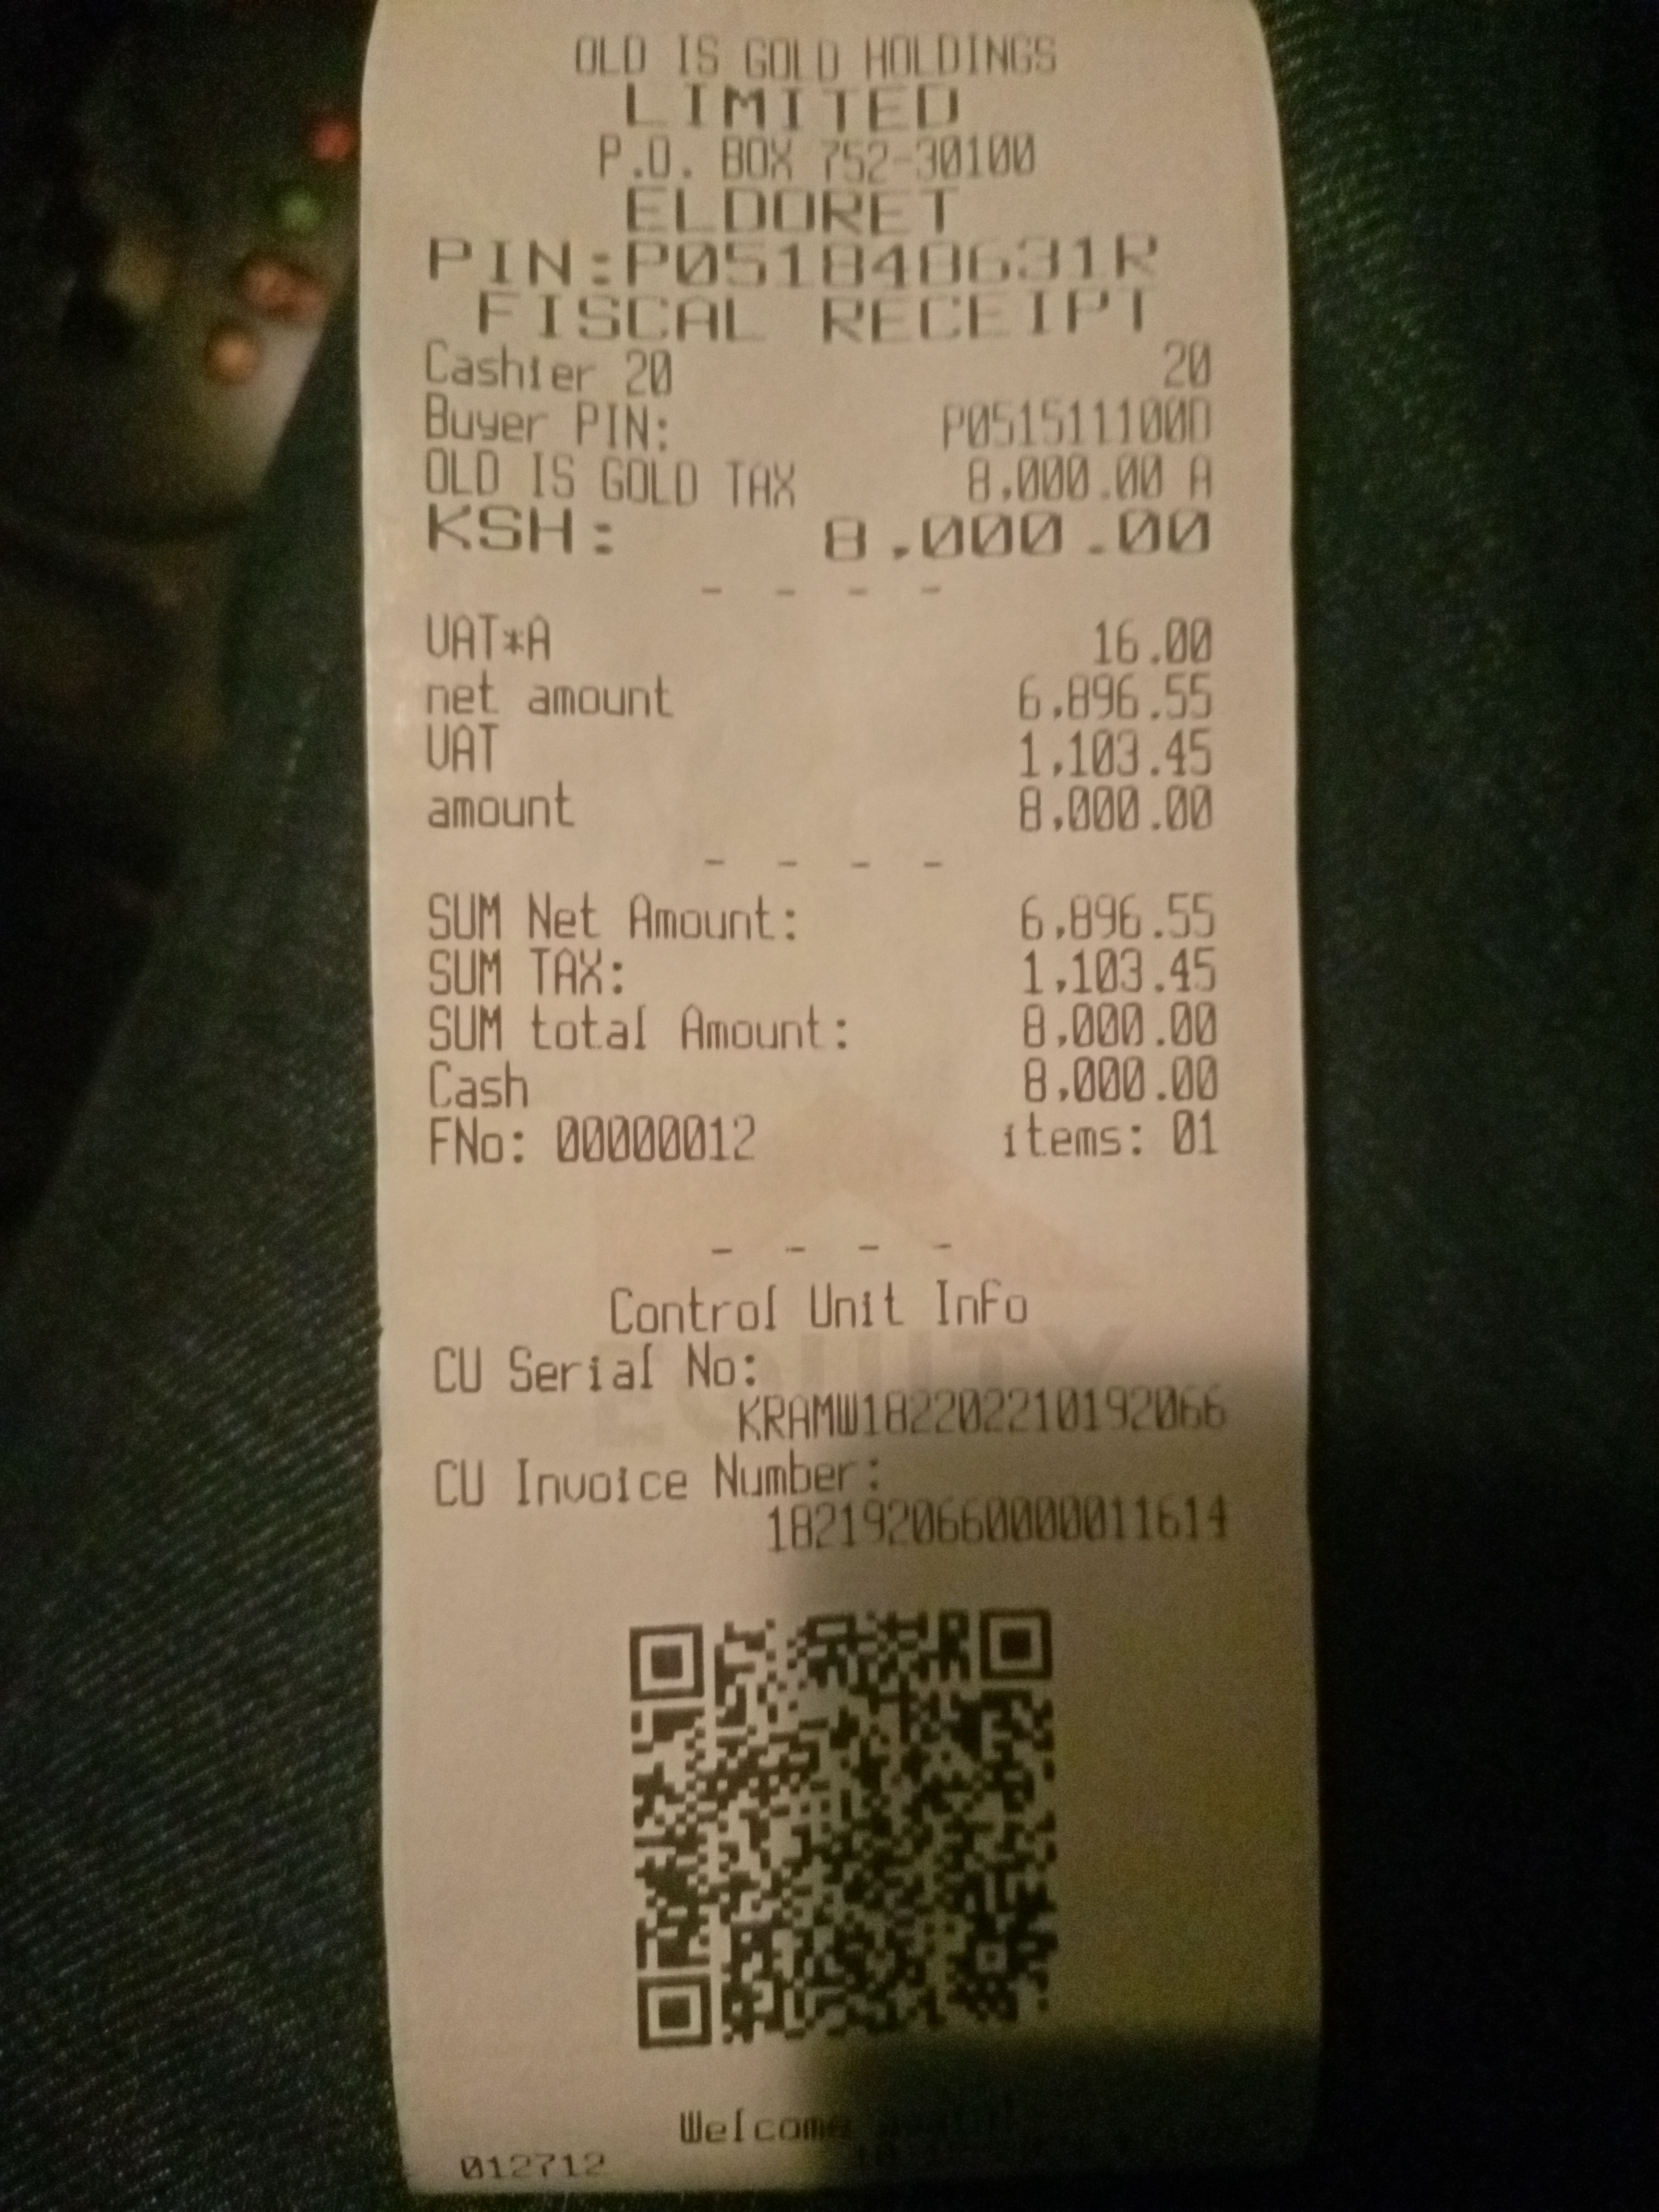 OLD IS GOLD HOLDINGS
LIMITED
P.O. BOX 752-30100
ELDORET
PIN:P051848631R
FISCAL RECEIPT
Cashier 20 20
Buyer PIN: P051511100D
OLD IS GOLD TAX 8,000.00 A
KSH: 8,000.00
- - - -
VAT*A 16.00
net amount 6,896.55
VAT 1,103.45
amount 8,000.00
- - - -
SUM Net Amount: 6,896.55
SUM TAX: 1,103.45
SUM total Amount: 8,000.00
Cash 8,000.00
FNo: 00000012 items: 01
- - - -
Control Unit Info
EQUITY
CU Serial No:
KRAMW182202210192066
CU Invoice Number:
1821920660000011614
Welcome
012712